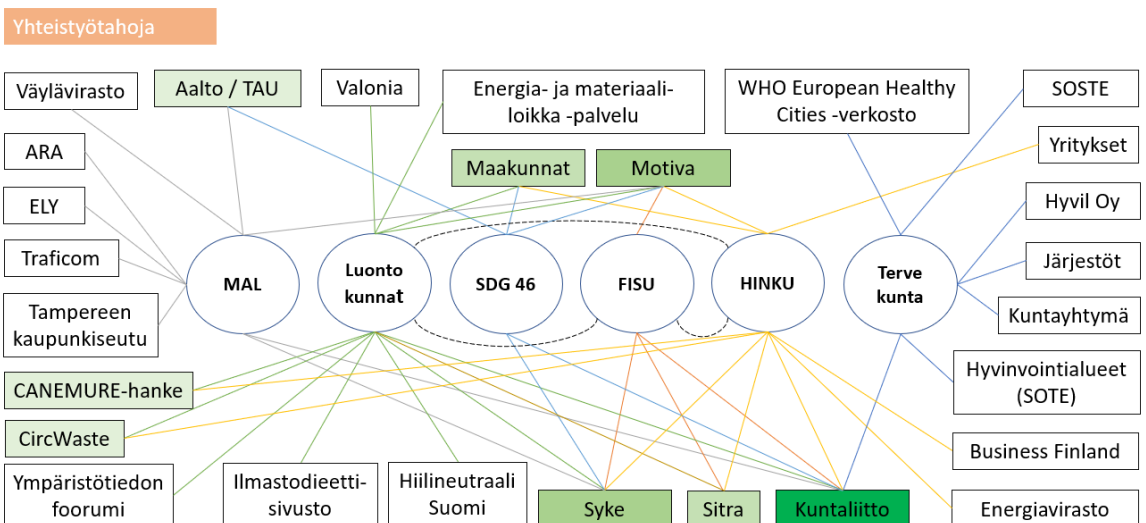 Yhteistyötahoja
Väylävirasto
Aalto / TAU
Valonia
Energia- ja materiaali-
loikka -palvelu
WHO European Healthy
Cities -verkosto
SOSTE
ARA
Maakunnat
Motiva
Yritykset
ELY
Hyvil Oy
Traficom
MAL
Luonto
kunnat
SDG 46
FISU
HINKU
Terve
kunta
Järjestöt
Tampereen
kaupunkiseutu
Kuntayhtymä
CANEMURE-hanke
Hyvinvointialueet
(SOTE)
CircWaste
Business Finland
Ympäristötiedon
foorumi
Ilmastodieetti-
sivusto
Hiilineutraali
Suomi
Syke
Sitra
Kuntaliitto
Energiavirasto